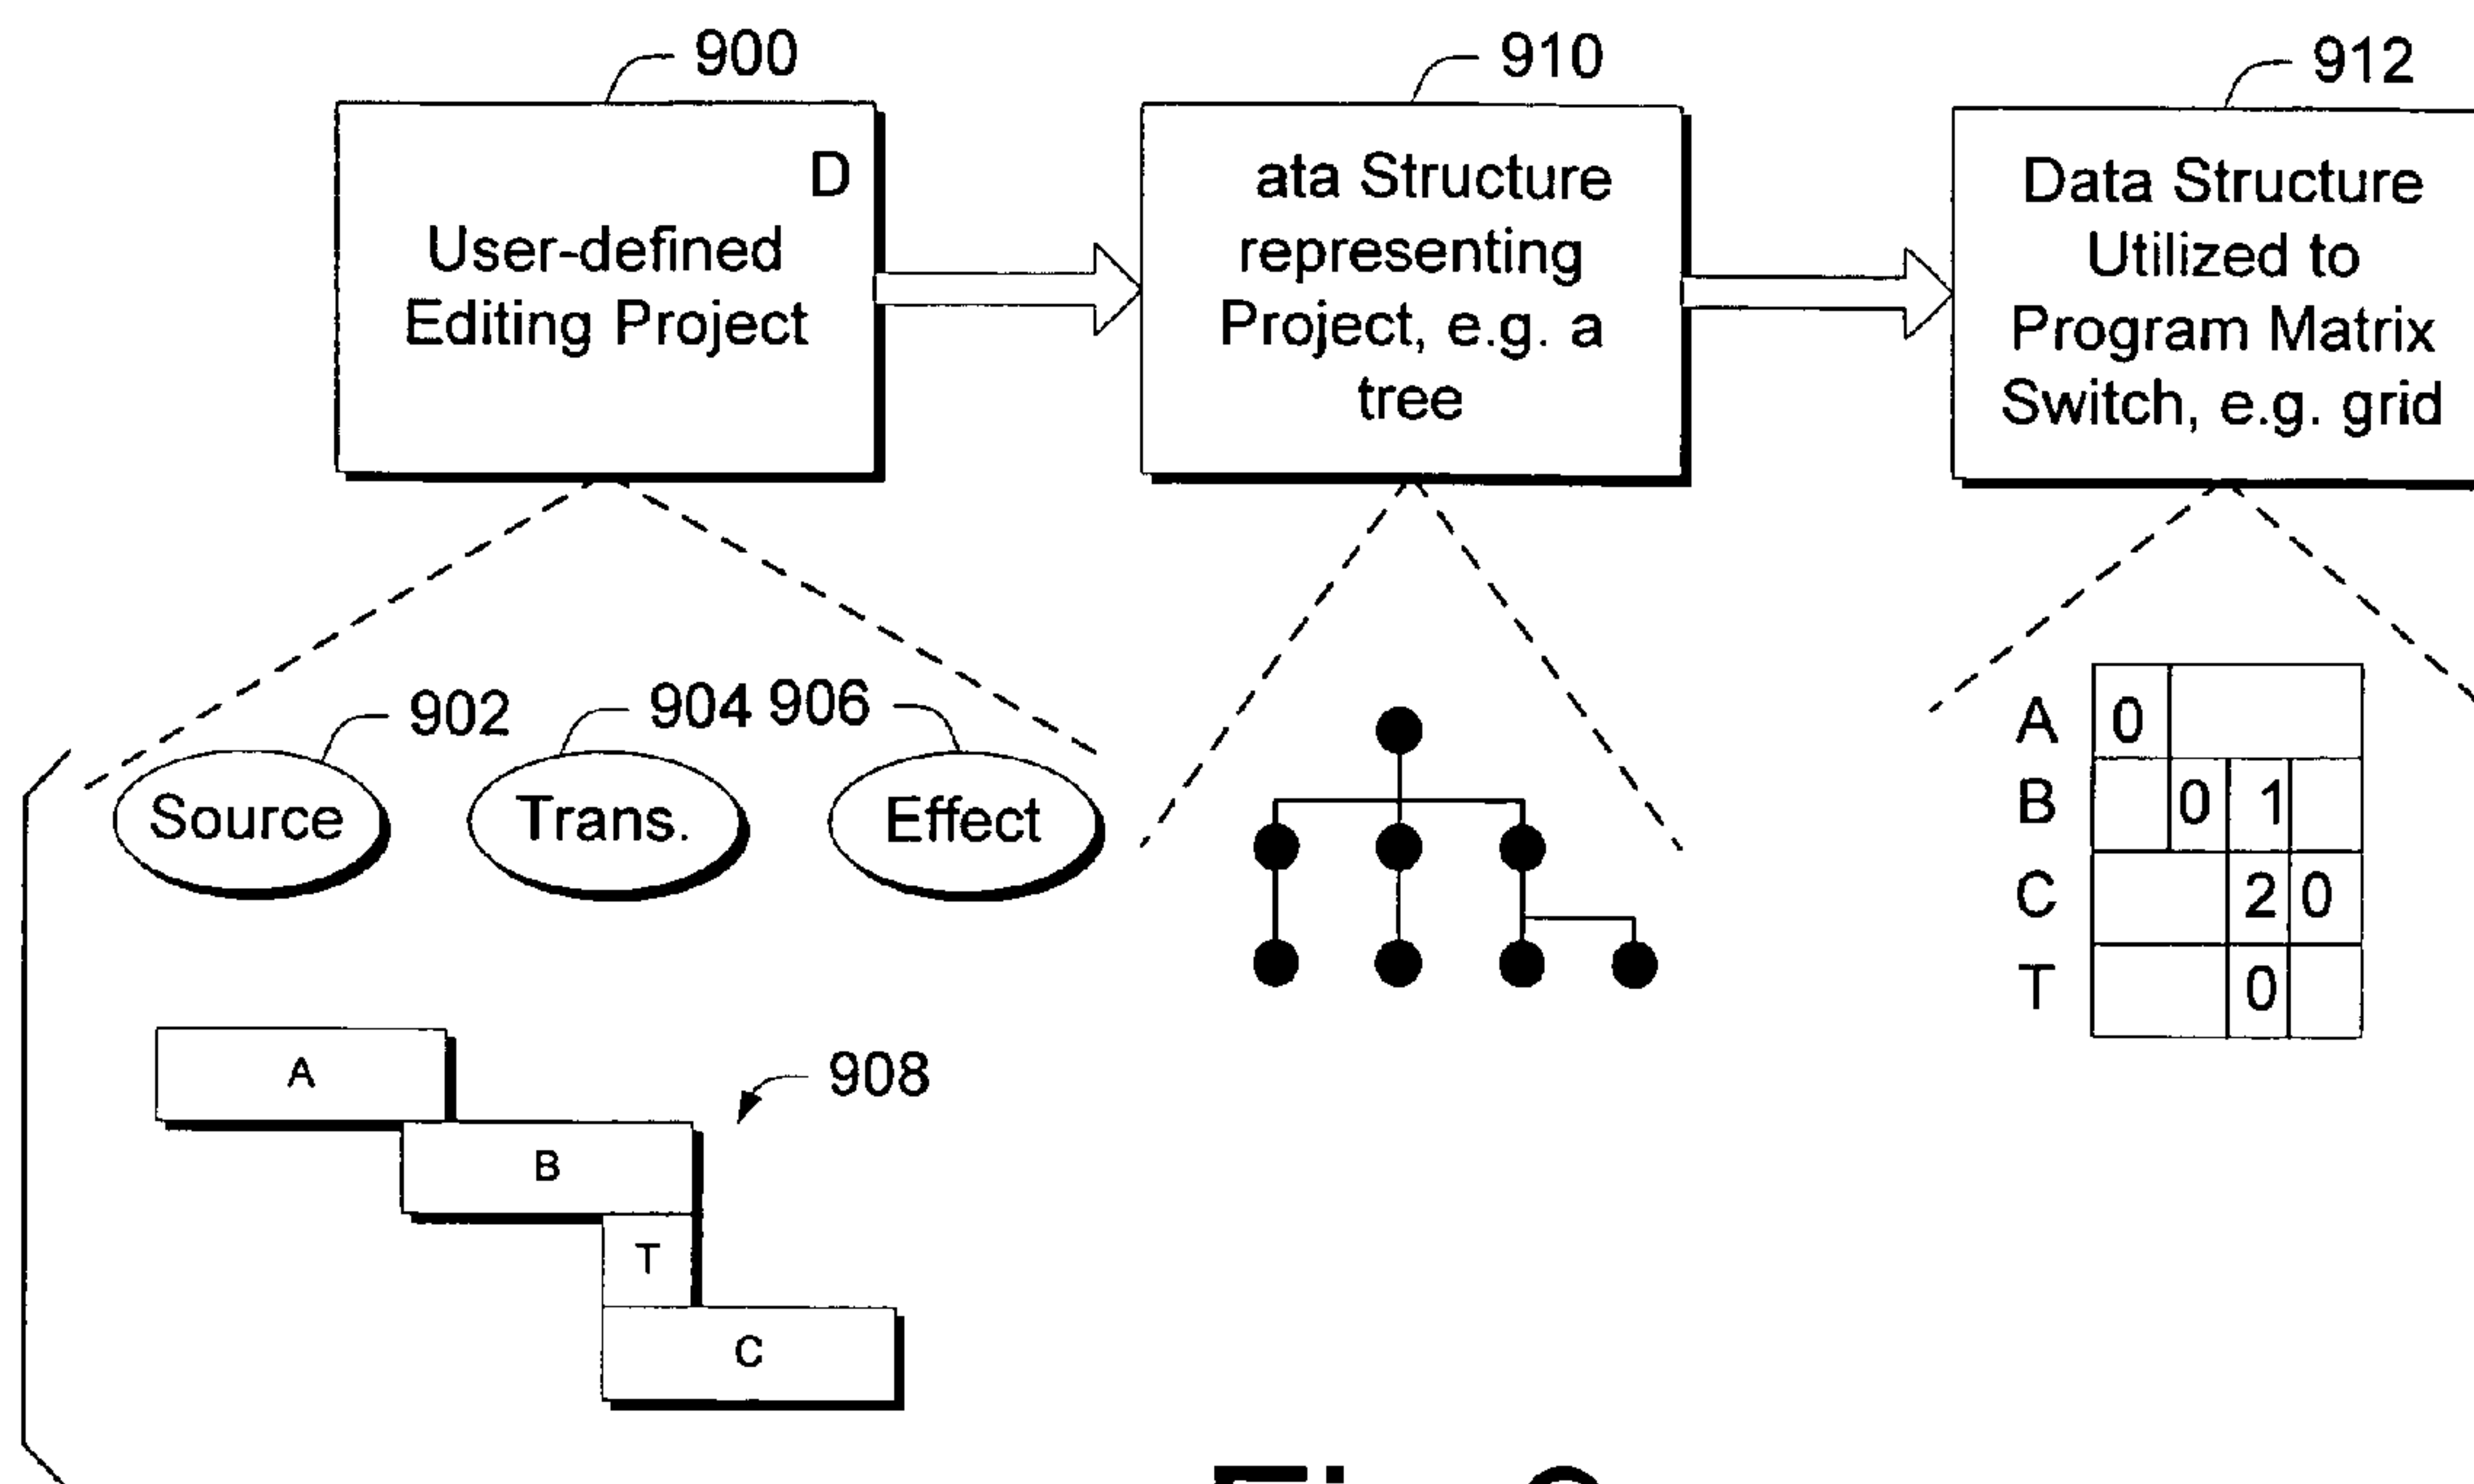 900
910
912
D
User-defined
Editing Project
ata Structure
representing
Project, e.g. a
tree
Data Structure
Utilized to
Program Matrix
Switch, e.g. grid
902
904 906
Source
Trans.
Effect
A 0
B 0 1
C 2 0
T 0
A
908
B
T
C